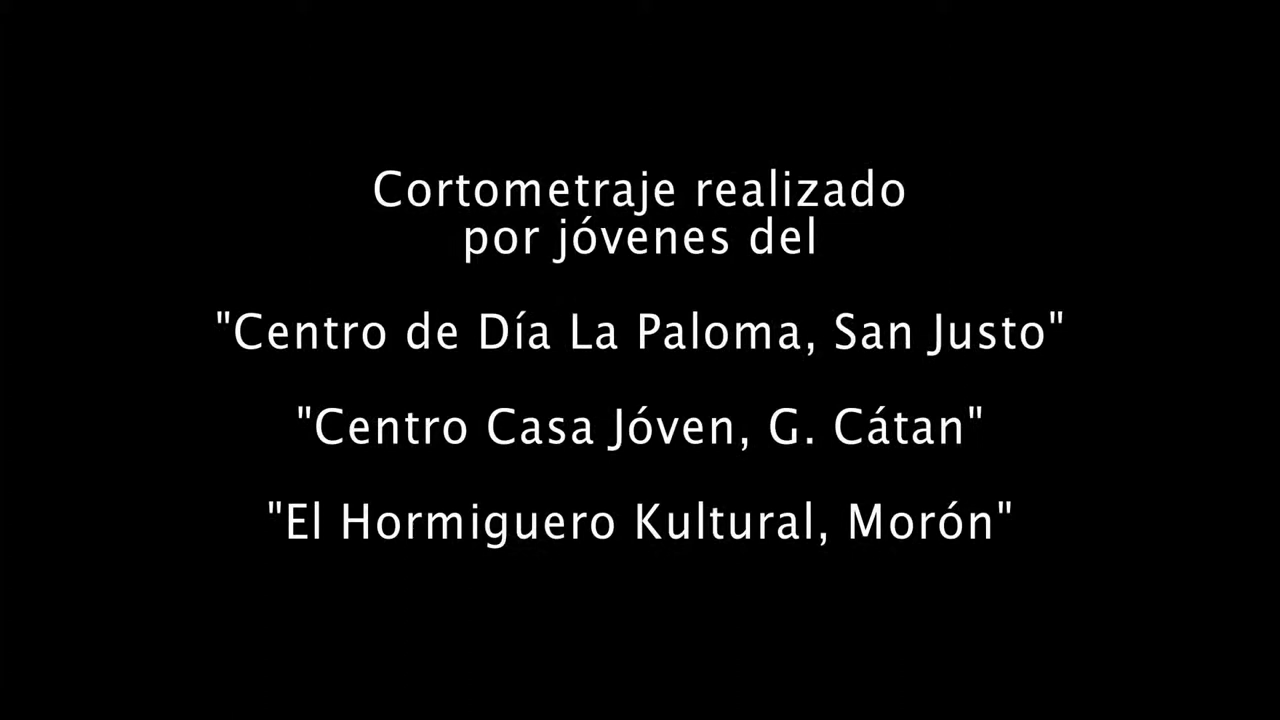 Cortometraje realizado
por jóvenes del
"Centro de Día La Paloma, San Justo"
"Centro Casa Jóven, G. Cátan"
"El Hormiguero Kultural, Morón"